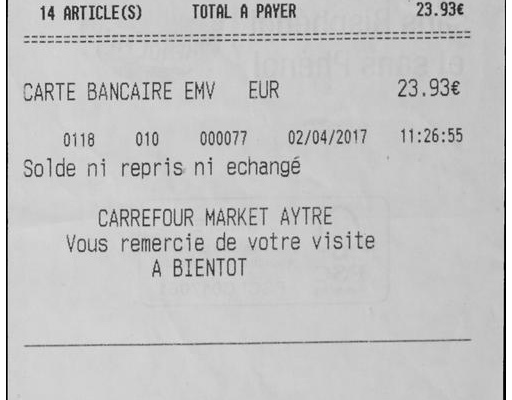 14 ARTICLE(S) TOTAL A PAYER 23.93€
CARTE BANCAIRE EMV EUR 23.93€
0118 010 000077 02/04/2017 11:26:55
Solde ni repris ni echangé
CARREFOUR MARKET AYTRE
Vous remercie de votre visite
A BIENTOT